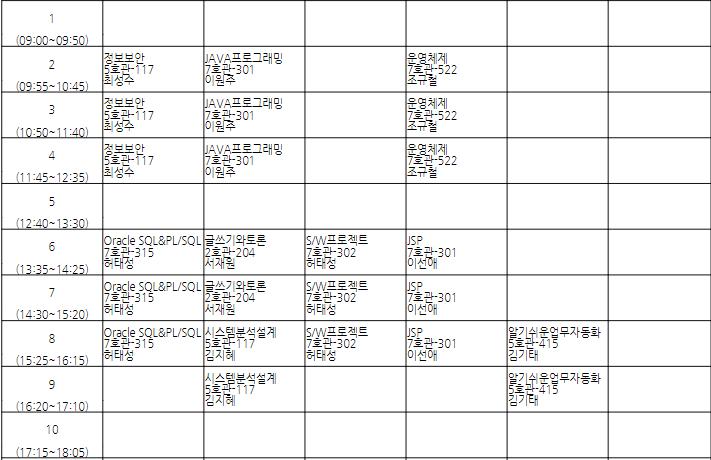 1
(09:00~09:50)
2
(09:55~10:45)
정보보안
5호관-117
최성수
JAVA프로그래밍
7호관-301
이원주
운영체제
7호관-522
조규철
3
(10:50~11:40)
정보보안
5호관-117
최성수
JAVA프로그래밍
7호관-301
이원주
운영체제
7호관-522
조규철
4
(11:45~12:35)
정보보안
5호관-117
최성수
JAVA프로그래밍
7호관-301
이원주
운영체제
7호관-522
조규철
5
(12:40~13:30)
6
(13:35~14:25)
Oracle SQL&PL/SQL
7호관-315
허태성
글쓰기와토론
2호관-204
서재원
S/W프로젝트
7호관-302
허태성
JSP
7호관-301
이선애
7
(14:30~15:20)
Oracle SQL&PL/SQL
7호관-315
허태성
글쓰기와토론
2호관-204
서재원
S/W프로젝트
7호관-302
허태성
JSP
7호관-301
이선애
8
(15:25~16:15)
Oracle SQL&PL/SQL
7호관-315
허태성
시스템분석설계
5호관-117
김지혜
S/W프로젝트
7호관-302
허태성
JSP
7호관-301
이선애
알기쉬운업무자동화
5호관-415
김기태
9
(16:20~17:10)
시스템분석설계
5호관-117
김지혜
알기쉬운업무자동화
5호관-415
김기태
10
(17:15~18:05)